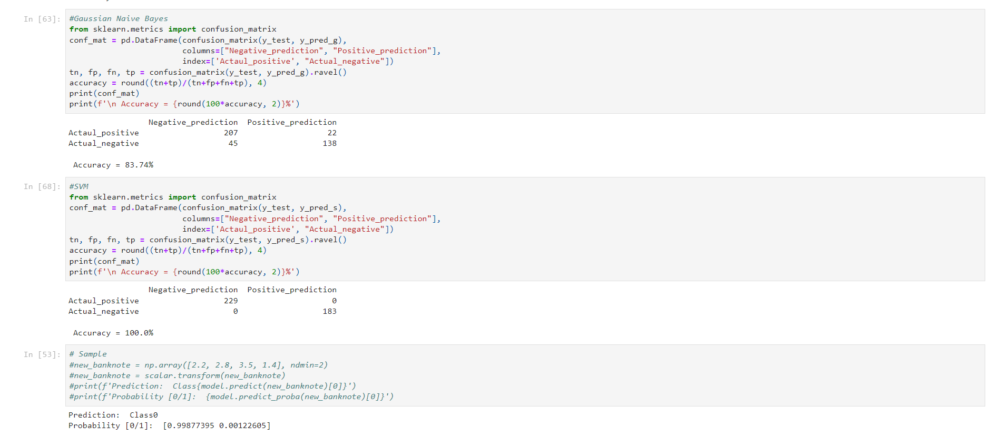 In [63]: #Gaussian Naive Bayes
from sklearn.metrics import confusion_matrix
conf_mat = pd.DataFrame(confusion_matrix(y_test, y_pred_g),
columns=["Negative_prediction", "Positive_prediction"],
index=['Actaul_positive', "Actual_negative"])
tn, fp, fn, tp = confusion_matrix(y_test, y_pred_g).ravel()
accuracy = round((tn+tp)/(tn+fp+fn+tp), 4)
print(conf_mat)
print(f'\n Accuracy = {round(100*accuracy, 2)}%')
Negative_prediction Positive_prediction
Actaul_positive 207 22
Actual_negative 45 138
Accuracy = 83.74%
In [68]: #SVM
from sklearn.metrics import confusion_matrix
conf_mat = pd.DataFrame(confusion_matrix(y_test, y_pred_s),
columns=["Negative_prediction", "Positive_prediction"],
index=['Actaul_positive', "Actual_negative"])
tn, fp, fn, tp = confusion_matrix(y_test, y_pred_s).ravel()
accuracy = round((tn+tp)/(tn+fp+fn+tp), 4)
print(conf_mat)
print(f'\n Accuracy = {round(100*accuracy, 2)}%')
Negative_prediction Positive_prediction
Actaul_positive 229 0
Actual_negative 0 183
Accuracy = 100.0%
In [53]: # Sample
#new_banknote = np.array([2.2, 2.8, 3.5, 1.4], ndmin=2)
#new_banknote = scalar.transform(new_banknote)
#print(f'Prediction:  Class{model.predict(new_banknote)[0]}')
#print(f'Probability [0/1]:  {model.predict_proba(new_banknote)[0]}')
Prediction:  Class0
Probability [0/1]:  [0.99877395 0.00122605]